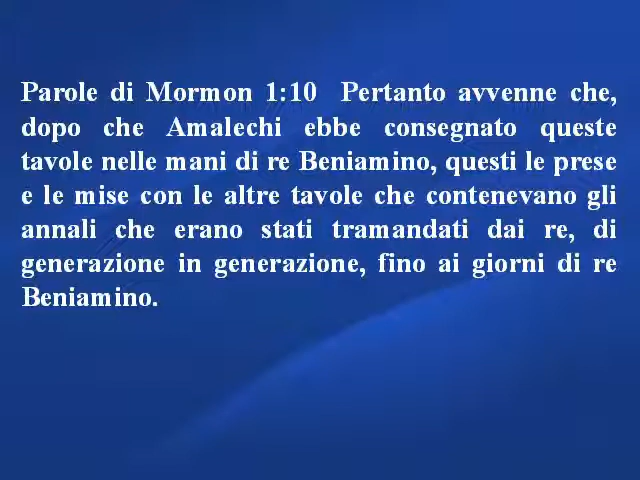 Parole di Mormon 1:10 Pertanto avvenne che,
dopo che Amalechi ebbe consegnato queste
tavole nelle mani di re Beniamino, questi le prese
e le mise con le altre tavole che contenevano gli
annali che erano stati tramandati dai re, di
generazione in generazione, fino ai giorni di re
Beniamino.